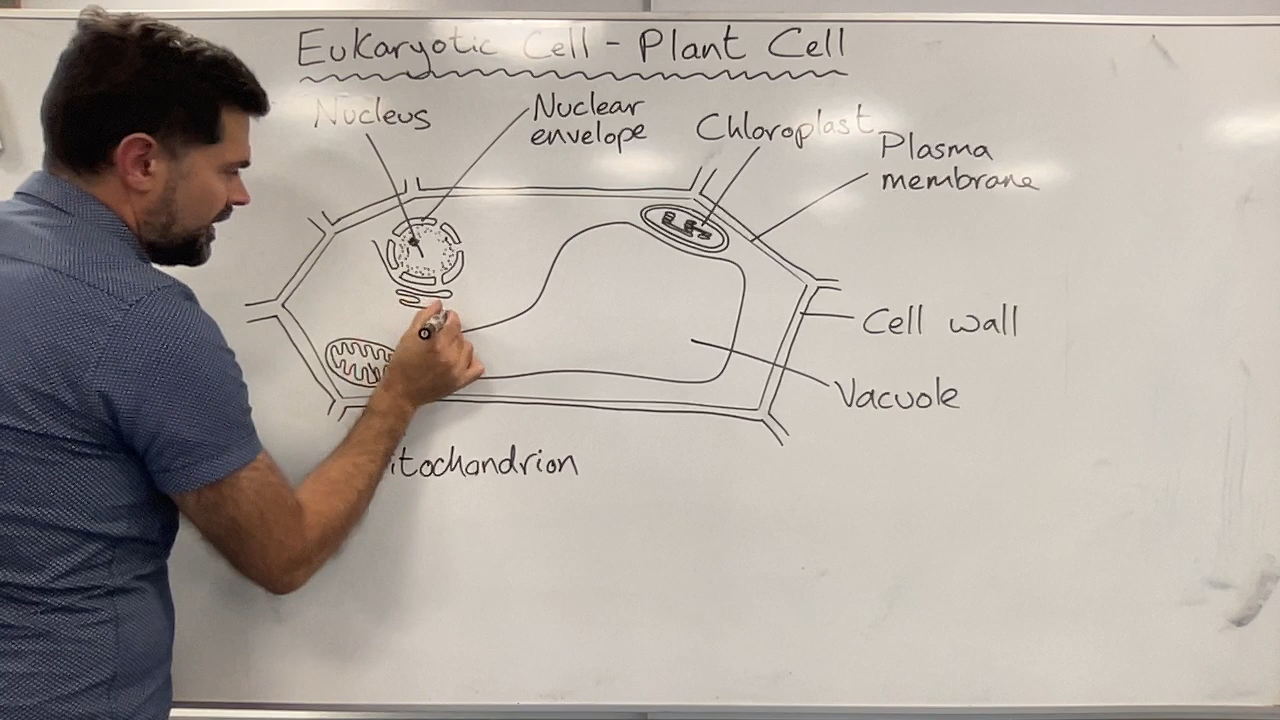 Eukaryotic Cell - Plant Cell
Nucleus
Nuclear
envelope
Chloroplast
Plasma
membrane
Cell wall
Vacuole
itochondrion